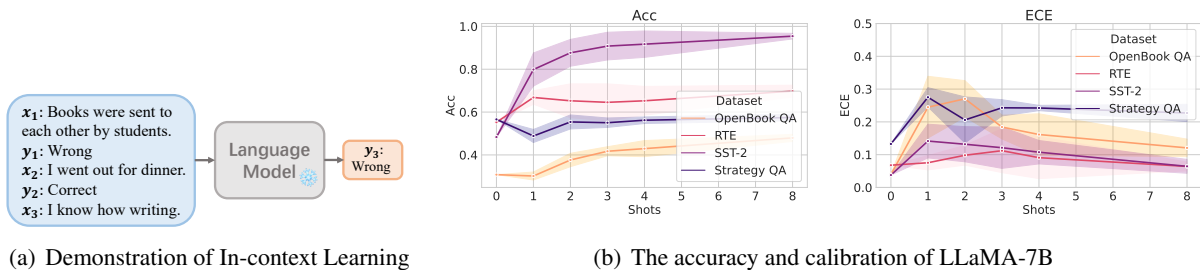 x1: Books were sent to
each other by students.
y1: Wrong
x2: I went out for dinner.
y2: Correct
x3: I know how writing.
Language
Model
y3:
Wrong
(a) Demonstration of In-context Learning
Acc
1.0
0.8
0.6
0.4
Acc
0 1 2 3 4 5 6 7 8
Shots
Dataset
OpenBook QA
RTE
SST-2
Strategy QA
ECE
0.5
0.4
0.3
0.2
0.1
0.0
ECE
0 1 2 3 4 5 6 7 8
Shots
Dataset
OpenBook QA
RTE
SST-2
Strategy QA
(b) The accuracy and calibration of LLaMA-7B